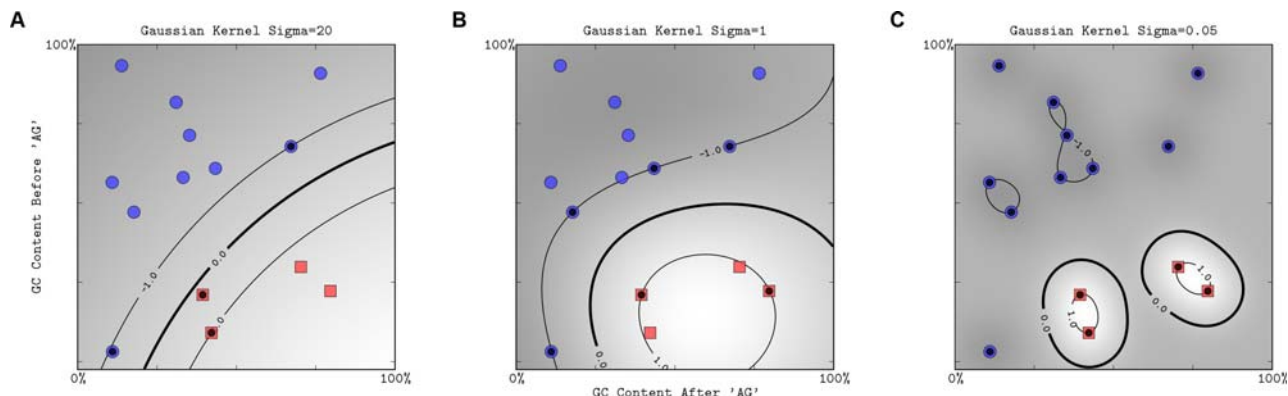 A
Gaussian Kernel Sigma=20
100%
GC Content Before 'AG'
-1.0
0.0
0%
100%
B
Gaussian Kernel Sigma=1
100%
-1.0
0.0
1.0
0%
100%
GC Content After 'AG'
C
Gaussian Kernel Sigma=0.05
100%
-1.0
1.0
0.0
1.0
0.0
0%
100%